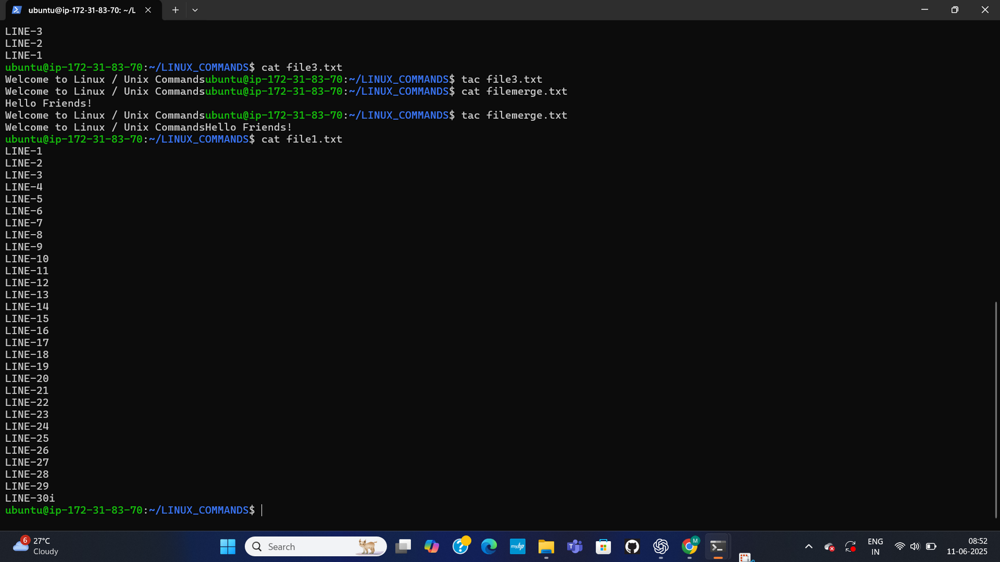 ubuntu@ip-172-31-83-70: ~/L
LINE-3
LINE-2
LINE-1
ubuntu@ip-172-31-83-70:~/LINUX_COMMANDS$ cat file3.txt
Welcome to Linux / Unix Commandsubuntu@ip-172-31-83-70:~/LINUX_COMMANDS$ tac file3.txt
Welcome to Linux / Unix Commandsubuntu@ip-172-31-83-70:~/LINUX_COMMANDS$ cat filemerge.txt
Hello Friends!
Welcome to Linux / Unix Commandsubuntu@ip-172-31-83-70:~/LINUX_COMMANDS$ tac filemerge.txt
Welcome to Linux / Unix CommandsHello Friends!
ubuntu@ip-172-31-83-70:~/LINUX_COMMANDS$ cat file1.txt
LINE-1
LINE-2
LINE-3
LINE-4
LINE-5
LINE-6
LINE-7
LINE-8
LINE-9
LINE-10
LINE-11
LINE-12
LINE-13
LINE-14
LINE-15
LINE-16
LINE-17
LINE-18
LINE-19
LINE-20
LINE-21
LINE-22
LINE-23
LINE-24
LINE-25
LINE-26
LINE-27
LINE-28
LINE-29
LINE-30i
ubuntu@ip-172-31-83-70:~/LINUX_COMMANDS$
6
27°C
Cloudy
Search
myhp
M
ENG
IN
08:52
11-06-2025